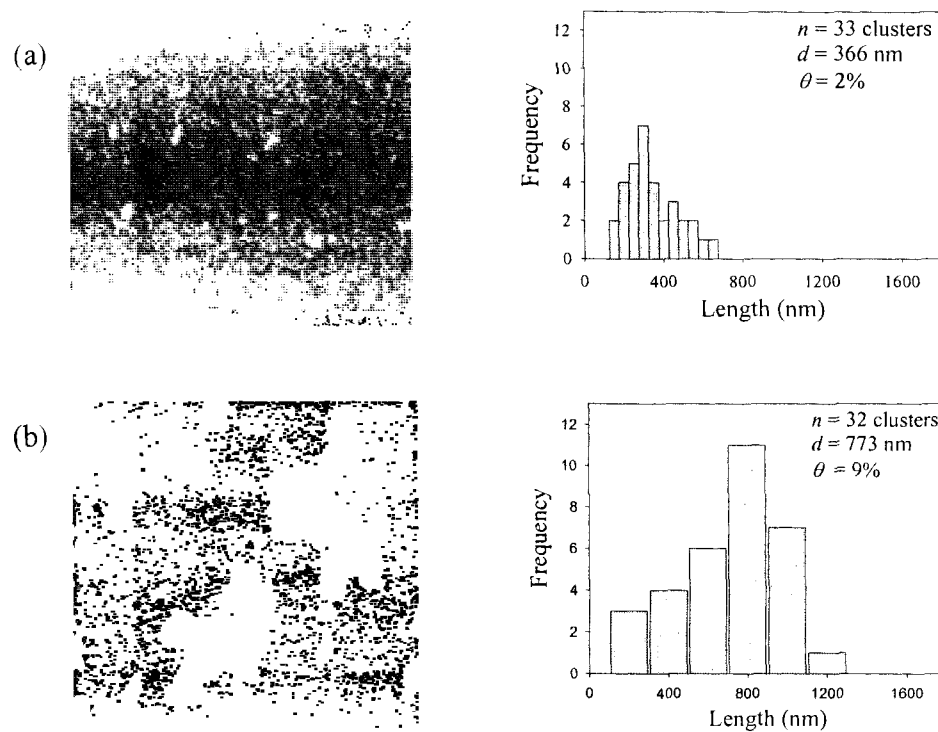 (a)
n = 33 clusters
d = 366 nm
θ = 2%
Frequency
12
10
8
6
4
2
0
0 400 800 1200 1600
Length (nm)
(b)
n = 32 clusters
d = 773 nm
θ = 9%
Frequency
12
10
8
6
4
2
0
0 400 800 1200 1600
Length (nm)